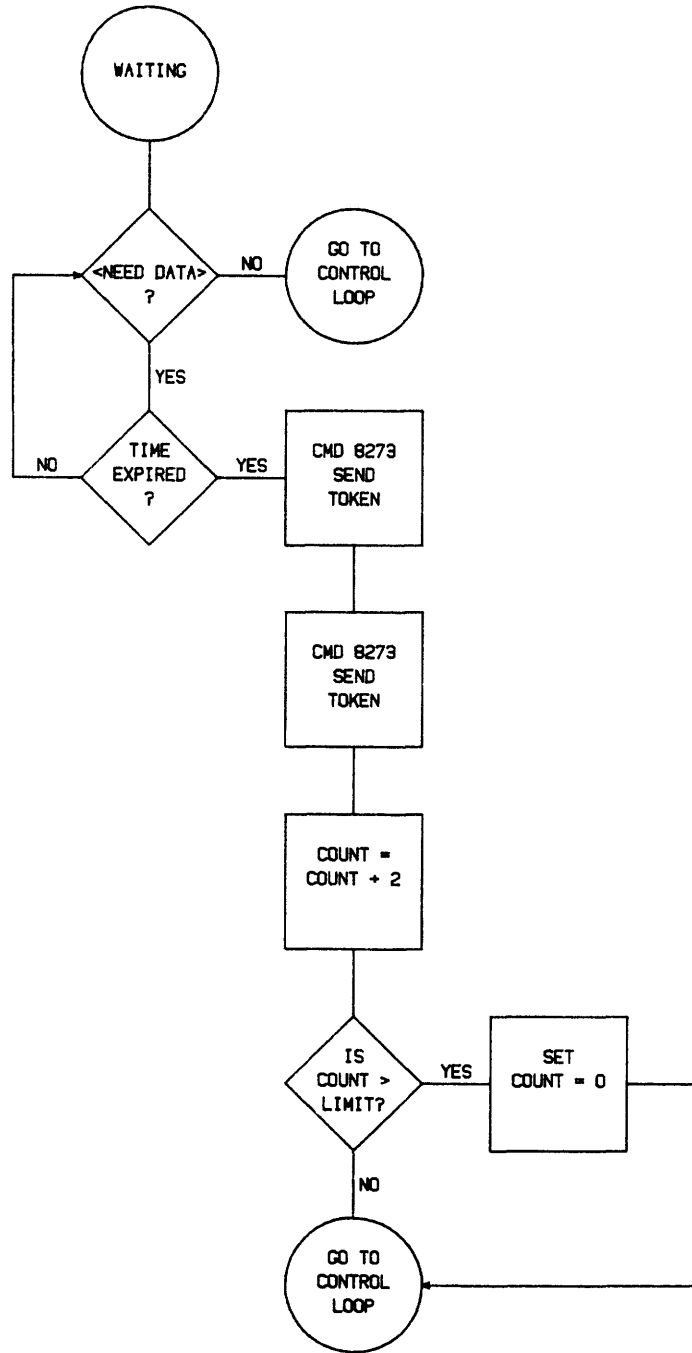 WAITING
<NEED DATA>
?
NO
GO TO
CONTROL
LOOP
YES
TIME
EXPIRED
?
NO
YES
CMD 8273
SEND
TOKEN
CMD 8273
SEND
TOKEN
COUNT =
COUNT + 2
IS
COUNT >
LIMIT?
YES
SET
COUNT = 0
NO
GO TO
CONTROL
LOOP